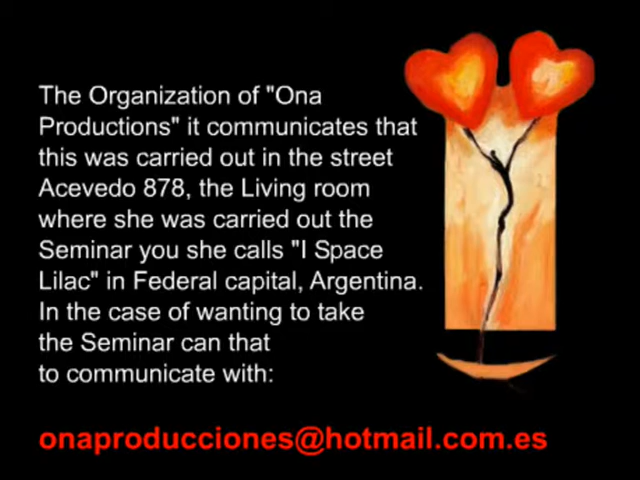 The Organization of "Ona
Productions" it communicates that
this was carried out in the street
Acevedo 878, the Living room
where she was carried out the
Seminar you she calls "I Space
Lilac" in Federal capital, Argentina.
In the case of wanting to take
the Seminar can that
to communicate with:
onaproducciones@hotmail.com.es